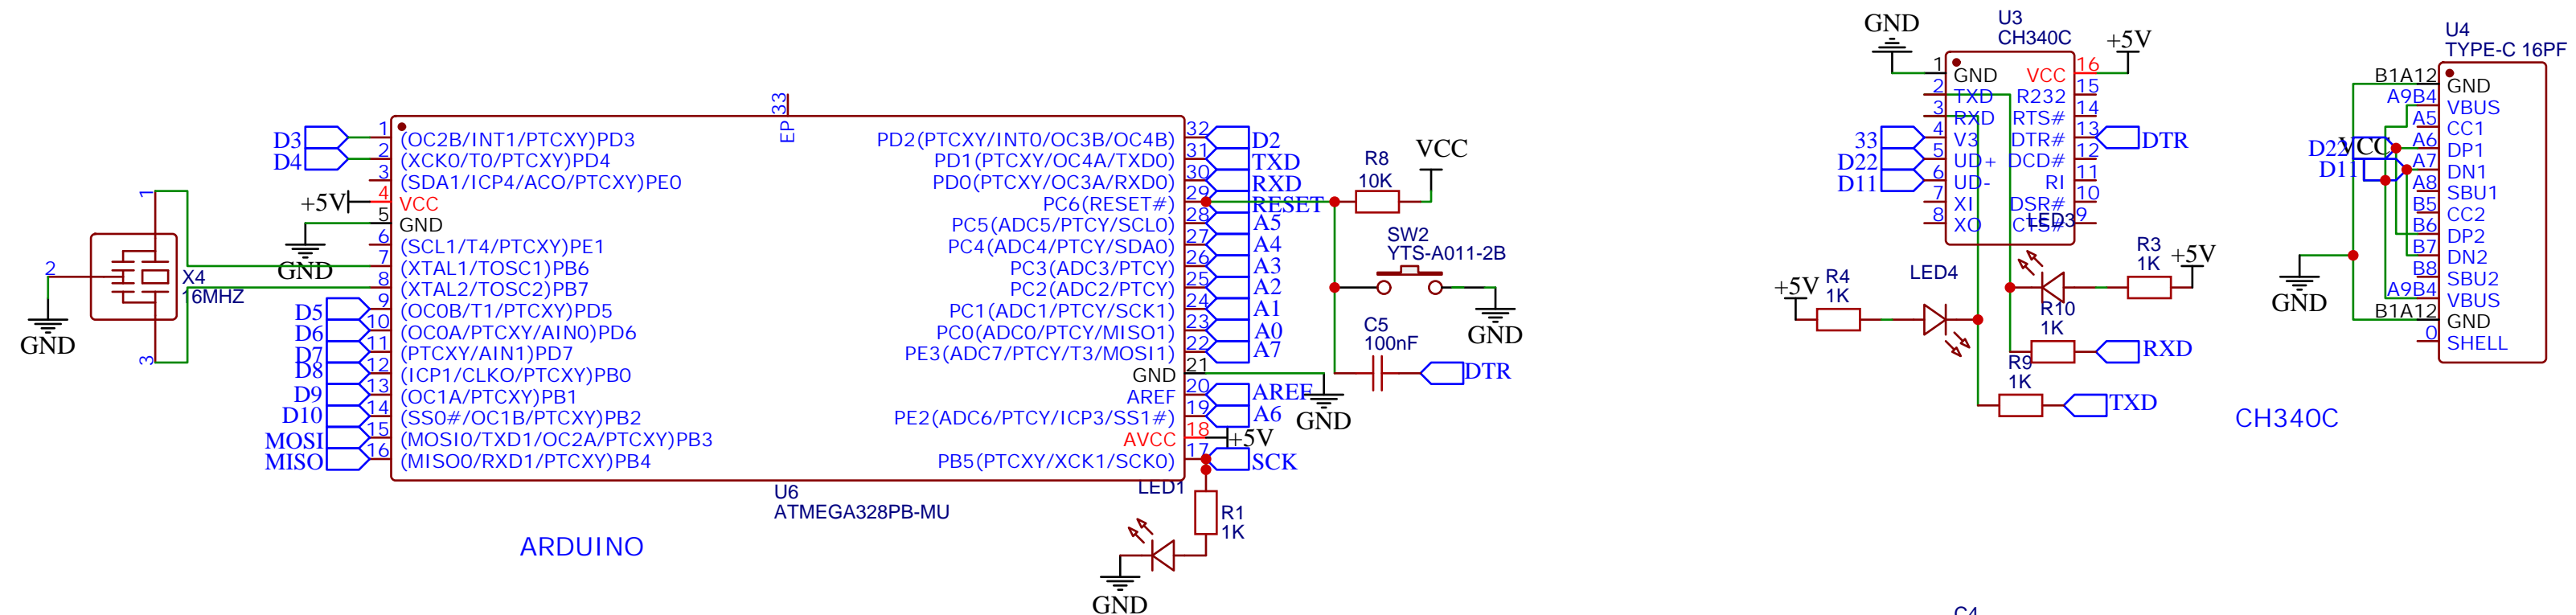 1
2
3
X4
16MHZ
GND
D3
D4
+5V
GND
D5
D6
D7
D8
D9
D10
MOSI
MISO
1 (OC2B/INT1/PTCXY)PD3
2 (XCK0/T0/PTCXY)PD4
3 (SDA1/ICP4/ACO/PTCXY)PE0
4 VCC
5 GND
6 (SCL1/T4/PTCXY)PE1
7 (XTAL1/TOSC1)PB6
8 (XTAL2/TOSC2)PB7
9 (OC0B/T1/PTCXY)PD5
10 (OC0A/PTCXY/AIN0)PD6
11 (PTCXY/AIN1)PD7
12 (ICP1/CLKO/PTCXY)PB0
13 (OC1A/PTCXY)PB1
14 (SS0#/OC1B/PTCXY)PB2
15 (MOSI0/TXD1/OC2A/PTCXY)PB3
16 (MISO0/RXD1/PTCXY)PB4
EP 33
PD2(PTCXY/INT0/OC3B/OC4B) 32 D2
PD1(PTCXY/OC4A/TXD0) 31 TXD
PD0(PTCXY/OC3A/RXD0) 30 RXD
PC6(RESET#) 29 RESET
PC5(ADC5/PTCY/SCL0) 28 A5
PC4(ADC4/PTCY/SDA0) 27 A4
PC3(ADC3/PTCY) 26 A3
PC2(ADC2/PTCY) 25 A2
PC1(ADC1/PTCY/SCK1) 24 A1
PC0(ADC0/PTCY/MISO1) 23 A0
PE3(ADC7/PTCY/T3/MOSI1) 22 A7
GND 21
AREF 20 AREF
PE2(ADC6/PTCY/ICP3/SS1#) 19 A6
AVCC 18 +5V
PB5(PTCXY/XCK1/SCK0) 17 SCK
GND
U6
ATMEGA328PB-MU
ARDUINO
LED1
R1
1K
GND
R8
10K
VCC
SW2
YTS-A011-2B
GND
C5
100nF
DTR
U3
CH340C
GND
+5V
1 GND
2 TXD
3 RXD
33 4 V3
D22 5 UD+
D11 6 UD-
7 XI
8 XO
VCC 16
R232 15
RTS# 14
DTR# 13 DTR
DCD# 12
RI 11
DSR# 10
CTS# 9
LED3
LED4
+5V
R4
1K
R3
1K
+5V
R10
1K
RXD
R9
1K
TXD
CH340C
C4
U4
TYPE-C 16PF
B1A12 GND
A9B4 VBUS
A5 CC1
A6 DP1
A7 DN1
A8 SBU1
B5 CC2
B6 DP2
B7 DN2
B8 SBU2
A9B4 VBUS
B1A12 GND
0 SHELL
D22
VCC
D11
GND